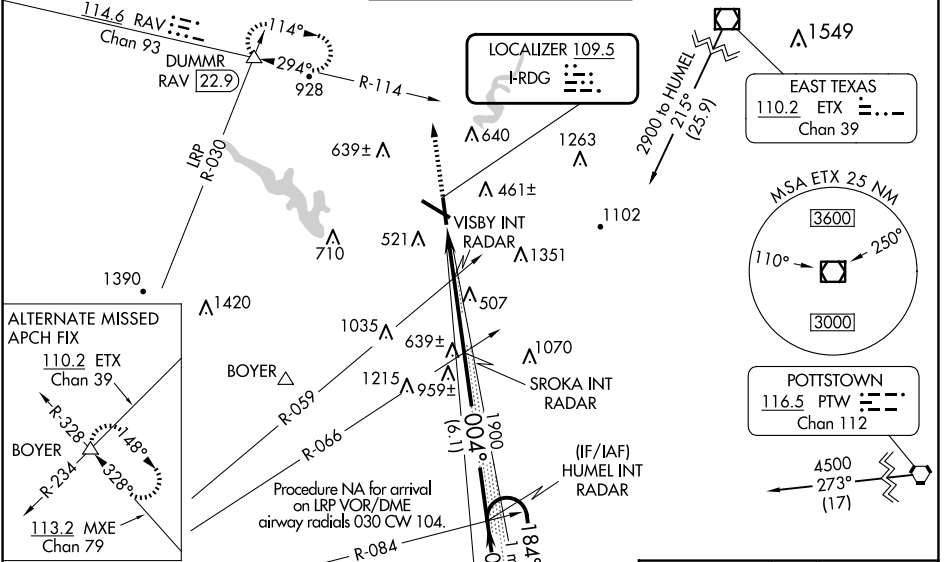 114.6 RAV
Chan 93
DUMMR
RAV 22.9
114°
294°
928
R-114
LOCALIZER 109.5
I-RDG
2900 to HUMEL
215°
(25.9)
1549
EAST TEXAS
110.2 ETX
Chan 39
LRP
R-030
639±
640
1263
461±
1102
VISBY INT
RADAR
521
710
1351
MSA ETX 25 NM
3600
110°
250°
3000
1390
1420
507
1035
639±
1070
BOYER
1215
959±
SROKA INT
RADAR
R-059
R-066
004°
1900
(6.1)
(IF/IAF)
HUMEL INT
RADAR
ALTERNATE MISSED
APCH FIX
110.2 ETX
Chan 39
R-328
148°
BOYER
328°
R-234
113.2 MXE
Chan 79
Procedure NA for arrival
on LRP VOR/DME
airway radials 030 CW 104.
R-084
184°
POTTSTOWN
116.5 PTW
Chan 112
4500
273°
(17)